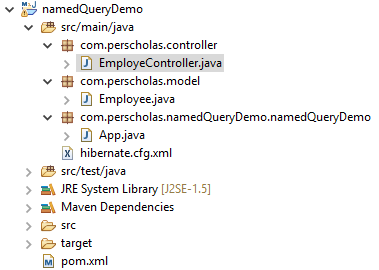 namedQueryDemo
src/main/java
com.perscholas.controller
EmployeController.java
com.perscholas.model
Employee.java
com.perscholas.namedQueryDemo.namedQueryDemo
App.java
hibernate.cfg.xml
src/test/java
JRE System Library [J2SE-1.5]
Maven Dependencies
src
target
pom.xml